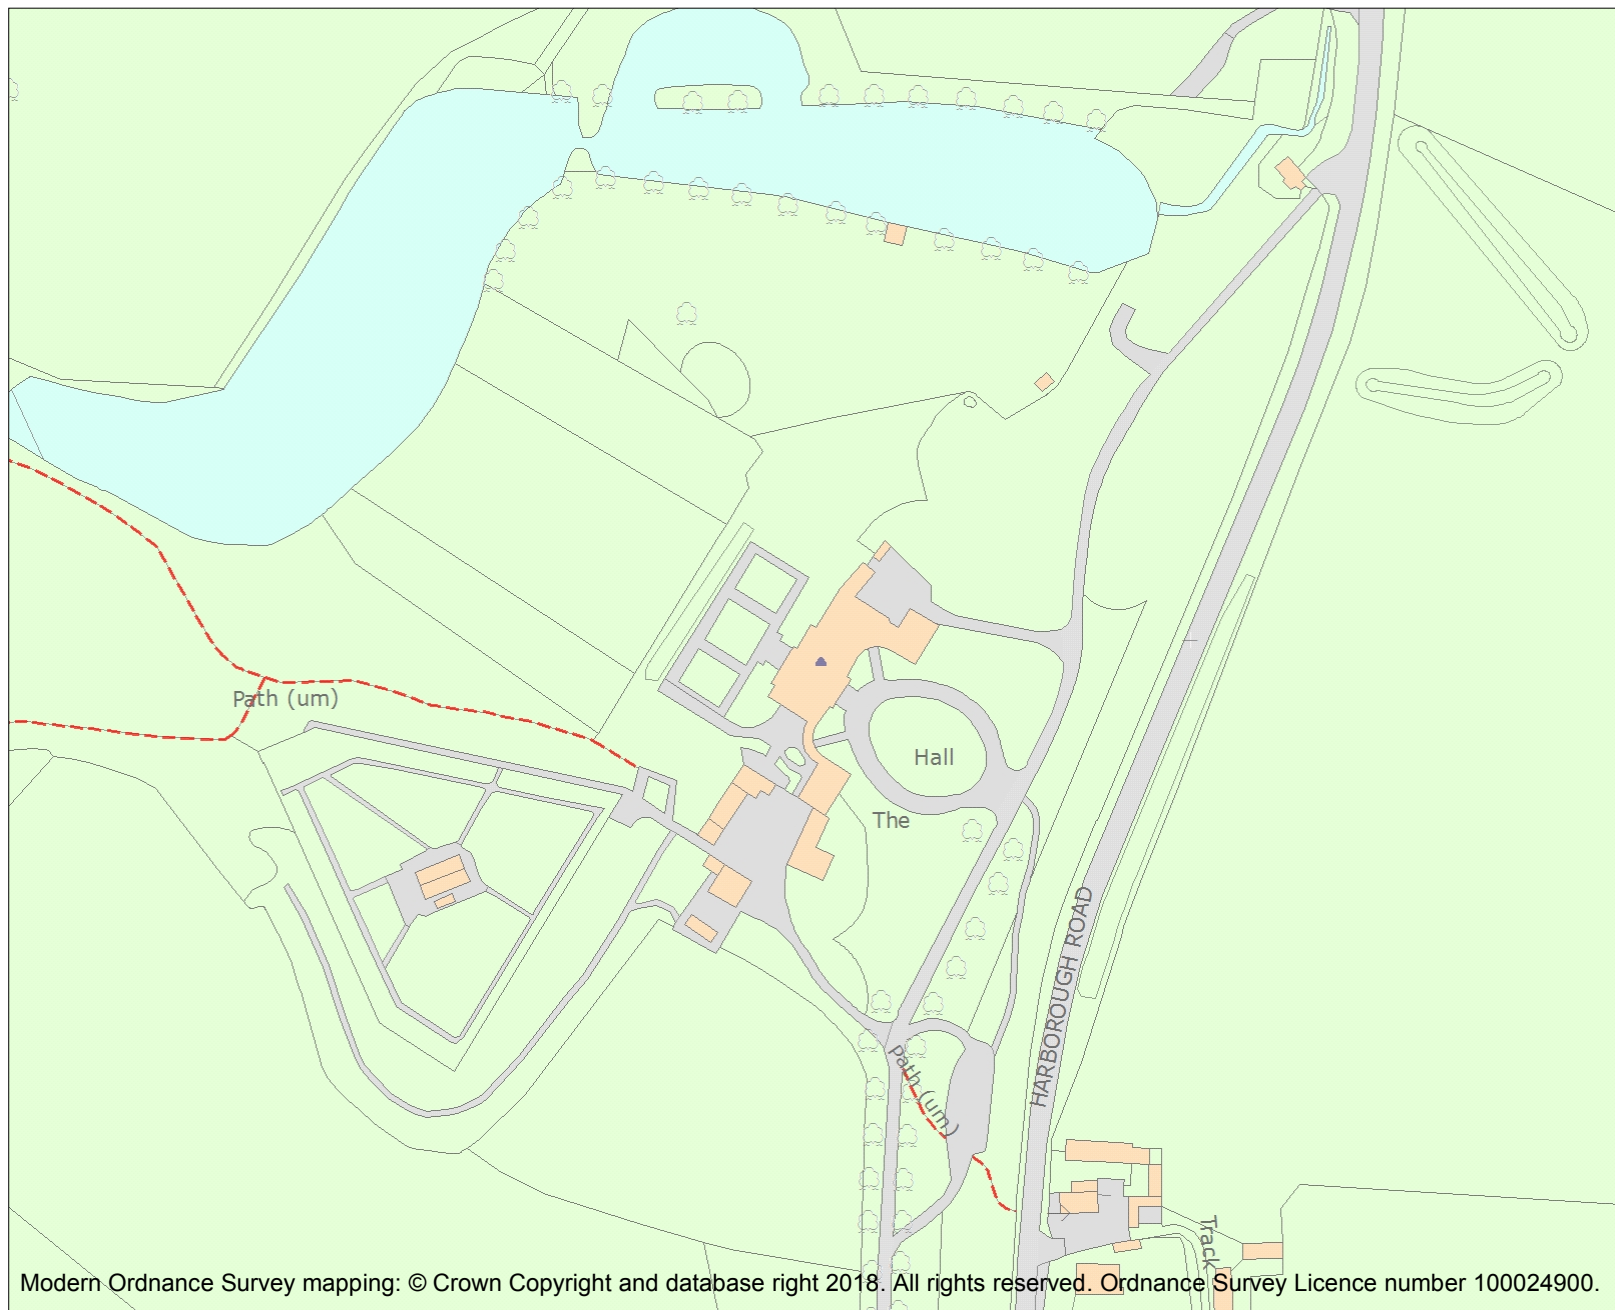 Path (um)
Hall
The
HARBOROUGH ROAD
Path (um)
Track
Modern Ordnance Survey mapping: © Crown Copyright and database right 2018. All rights reserved. Ordnance Survey Licence number 100024900.